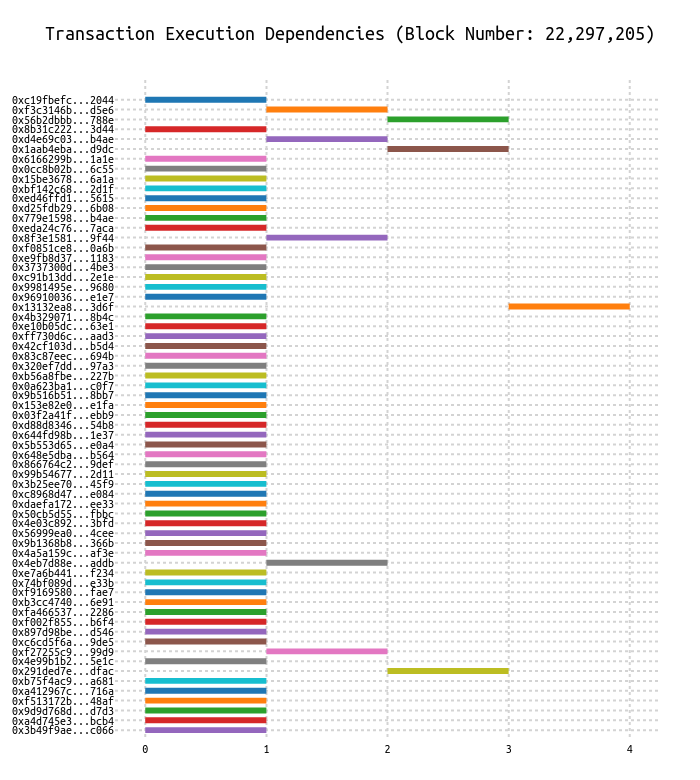 Transaction Execution Dependencies (Block Number: 22,297,205)
0xc19fbefc...2044
0xf3c3146b...d5e6
0x56b2dbbb...788e
0x8b31c222...3d44
0xd4e69c03...b4ae
0x1aab4eba...d9dc
0x6166299b...1a1e
0x0cc8b02b...6c55
0x15be3678...6a1a
0xbf142c68...2d1f
0xed46ffd1...5615
0xd25fdb29...6b08
0x779e1598...b4ae
0xeda24c76...7aca
0x8f3e1581...9f44
0xf0851ce8...0a6b
0xe9fb8d37...1183
0x3737300d...4be3
0xc91b13dd...2e1e
0x9981495e...9680
0x96910036...e1e7
0x13132ea8...3d6f
0x4b329071...8b4c
0xe10b05dc...63e1
0xff730d6c...aad3
0x42cf103d...b5d4
0x83c87eec...694b
0x320ef7dd...97a3
0xb56a8fbe...227b
0x0a623ba1...c0f7
0x9b516b51...8bb7
0x153e82e0...e1fa
0x03f2a41f...ebb9
0xd88d8346...54b8
0x644fd98b...1e37
0x5b553d65...e0a4
0x648e5dba...b564
0x866764c2...9def
0x99b54677...2d11
0x3b25ee70...45f9
0xc8968d47...e084
0xdaefa172...ee33
0x50cb5d55...fbbc
0x4e03c892...3bfd
0x56999ea0...4cee
0x9b1368b8...366b
0x4a5a159c...af3e
0x4eb7d88e...addb
0xe7a6b441...f234
0x74bf089d...e33b
0xf9169580...fae7
0xb3cc4740...6e91
0xfa466537...2286
0xf002f855...b6f4
0x897d98be...d546
0xc6cd5f6a...9de5
0xf27255c9...99d9
0x4e99b1b2...5e1c
0x291ded7e...dfac
0xb75f4ac9...a681
0xa412967c...716a
0xf513172b...48af
0x9d9d768d...d7d3
0xa4d745e3...bcb4
0x3b49f9ae...c066
0 1 2 3 4